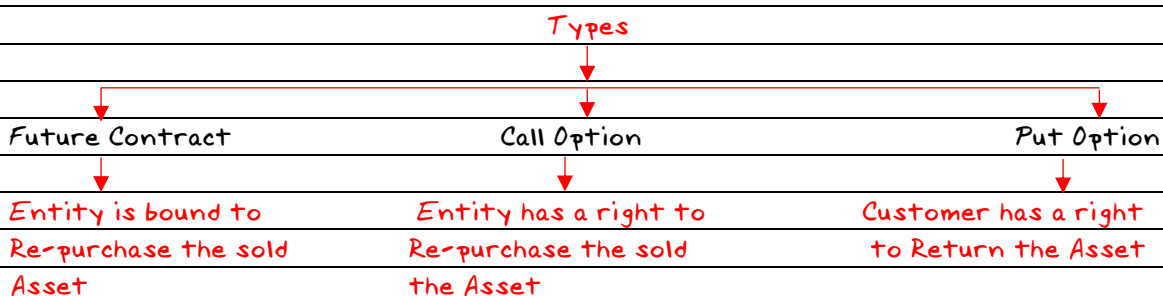 Types
Future Contract
Call Option
Put Option
Entity is bound to
Re-purchase the sold
Asset
Entity has a right to
Re-purchase the sold
the Asset
Customer has a right
to Return the Asset